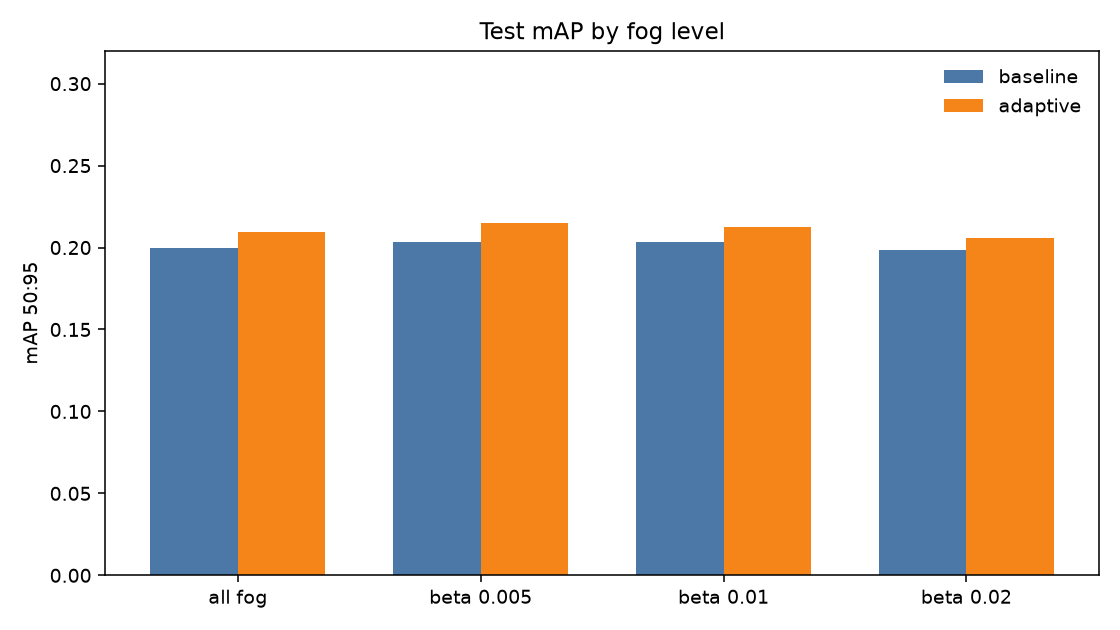 Test mAP by fog level
baseline
adaptive
mAP 50:95
0.30
0.25
0.20
0.15
0.10
0.05
0.00
all fog
beta 0.005
beta 0.01
beta 0.02